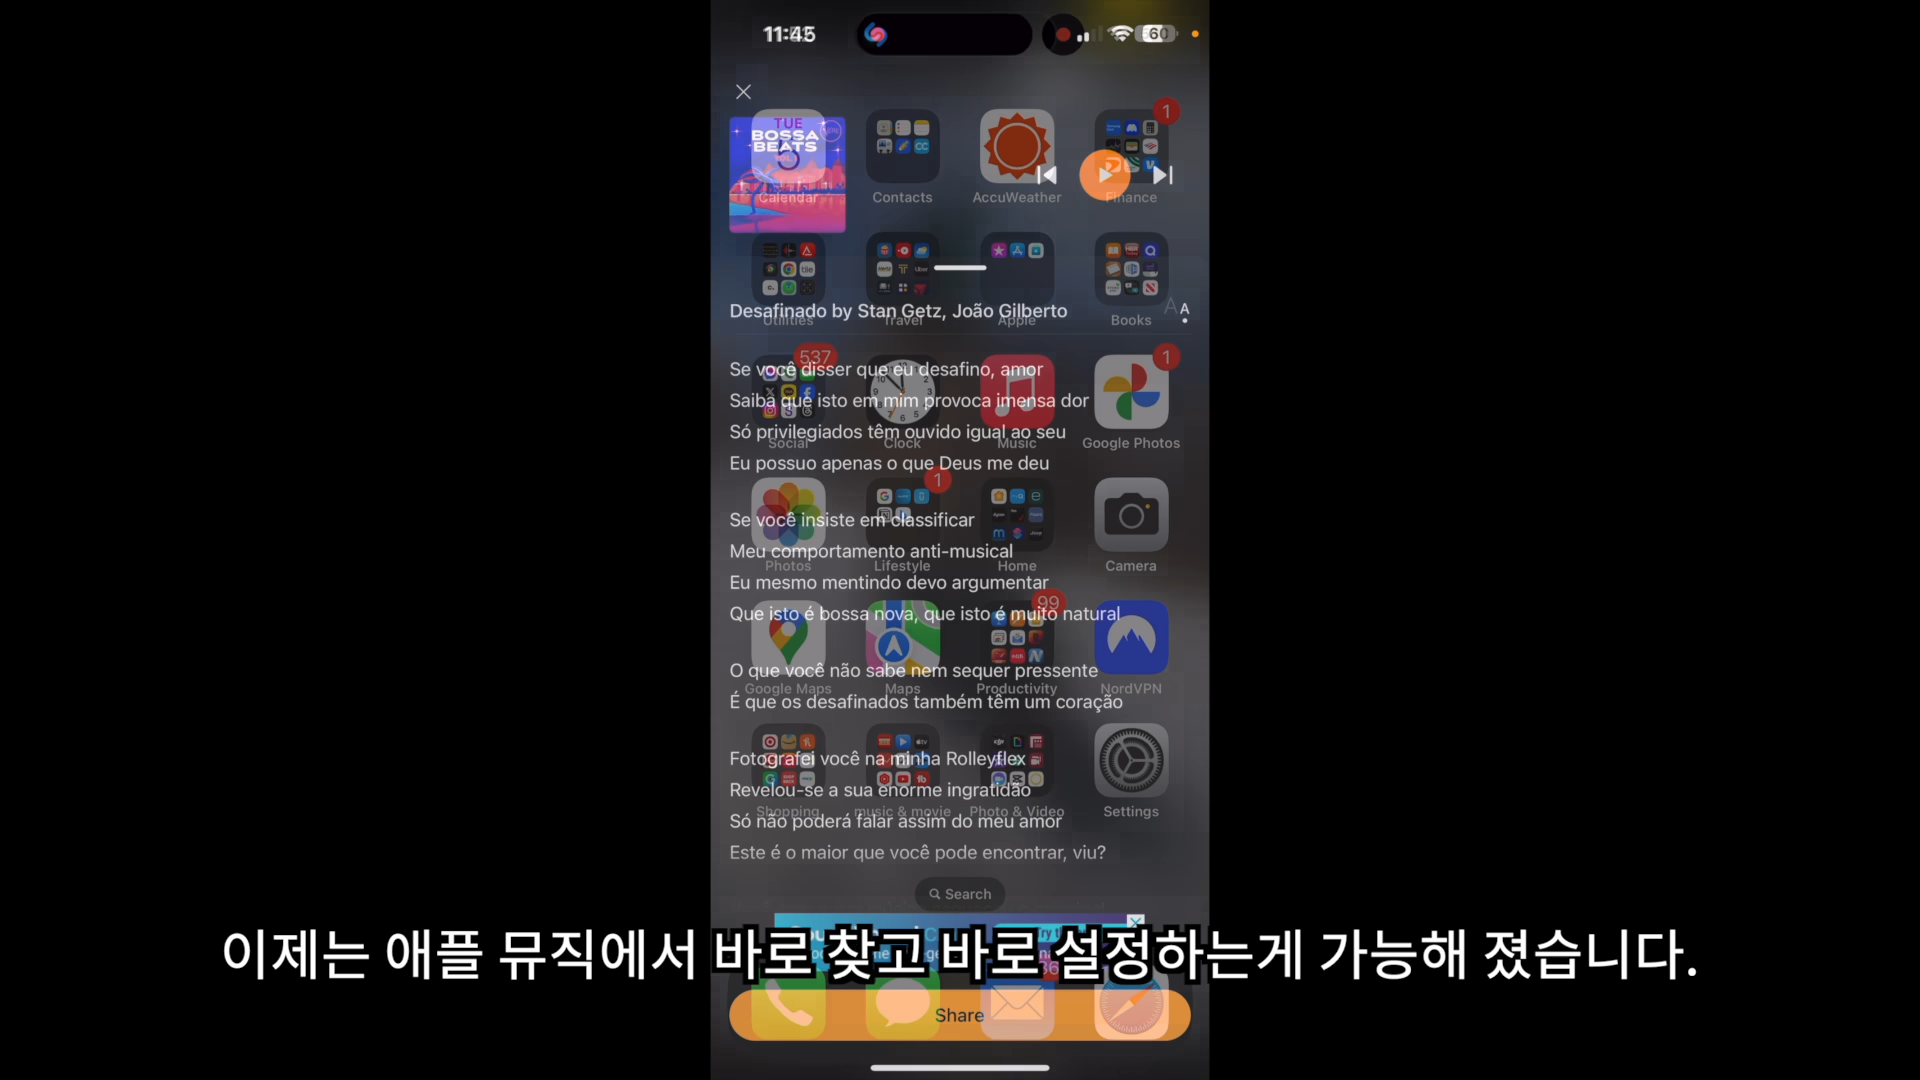 60
TUE
BOSSA
BEATS
1
Calendar
Contacts
AccuWeather
Finance
Utilities
Travel
Apple
Books
Desafinado by Stan Getz, João Gilberto
AA
537
1
Se você disser que eu desafino, amor
Saiba que isto em mim provoca imensa dor
Só privilegiados têm ouvido igual ao seu
Eu possuo apenas o que Deus me deu
Social
Clock
Music
Google Photos
1
Se você insiste em classificar
Meu comportamento anti-musical
Eu mesmo mentindo devo argumentar
Que isto é bossa nova, que isto é muito natural
Photos
Lifestyle
Home
Camera
99
O que você não sabe nem sequer pressente
É que os desafinados também têm um coração
Google Maps
Maps
Productivity
NordVPN
Fotografei você na minha Rolleyflex
Revelou-se a sua enorme ingratidão
Só não poderá falar assim do meu amor
Este é o maior que você pode encontrar, viu?
Shopping
music & movie
Photo & Video
Settings
Search
이제는 애플 뮤직에서 바로 찾고 바로 설정하는게 가능해 졌습니다.
Share